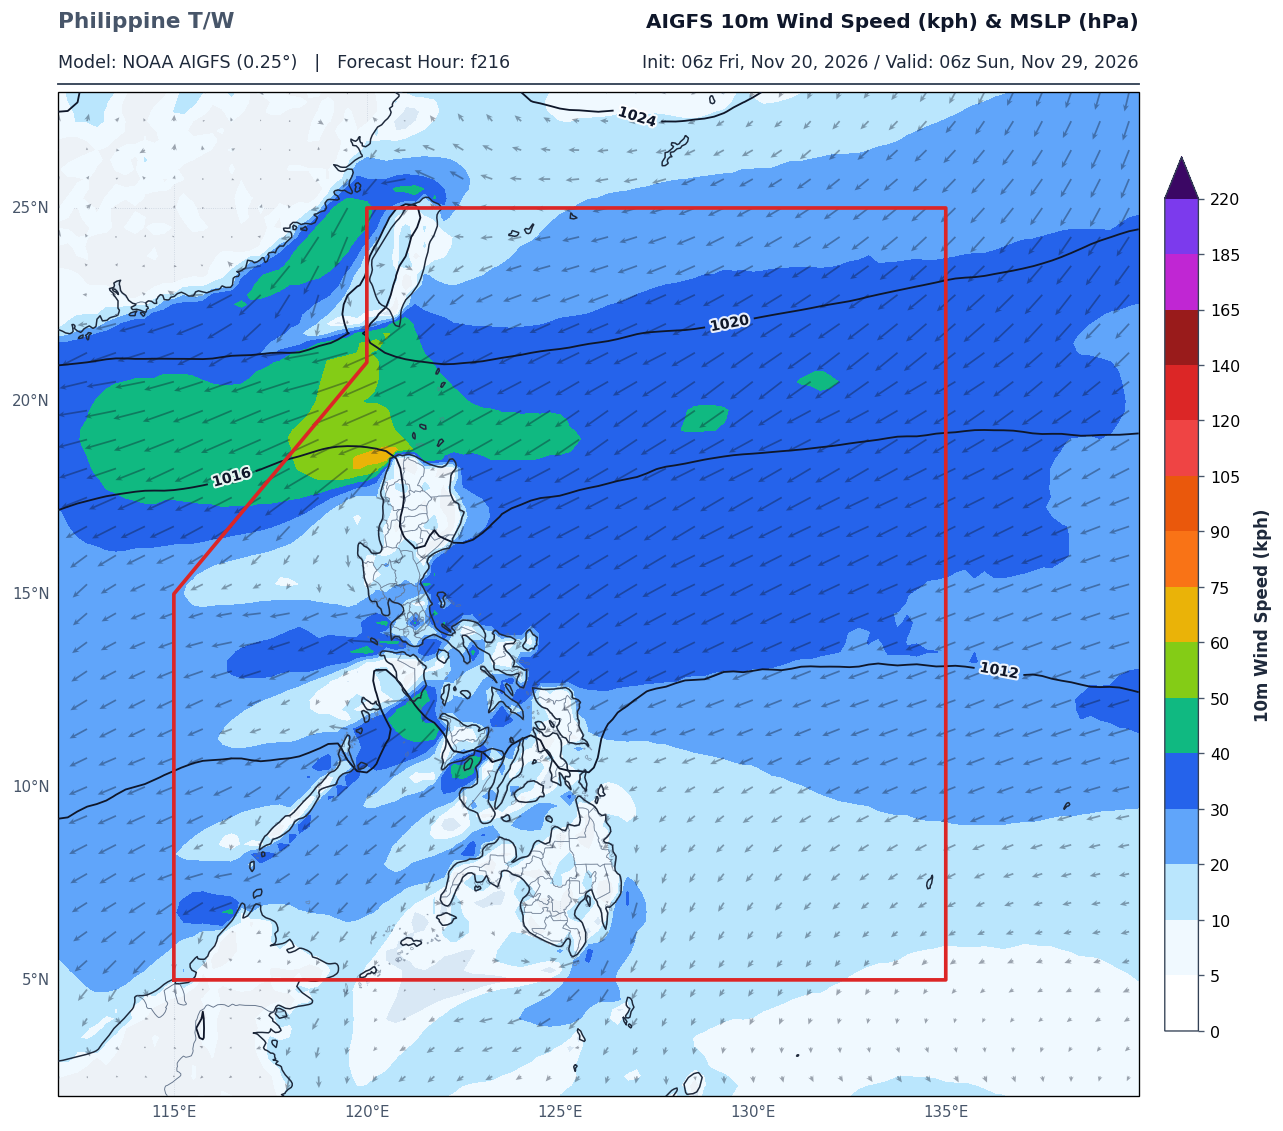 Philippine T/W
AIGFS 10m Wind Speed (kph) & MSLP (hPa)
Model: NOAA AIGFS (0.25°)   |   Forecast Hour: f216
Init: 06z Fri, Nov 20, 2026 / Valid: 06z Sun, Nov 29, 2026
1024
1020
1016
1012
25°N
20°N
15°N
10°N
5°N
115°E
120°E
125°E
130°E
135°E
220
185
165
140
120
105
90
75
60
50
40
30
20
10
5
0
10m Wind Speed (kph)